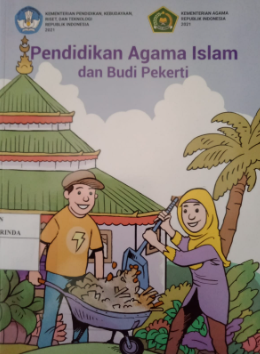 KEMENTERIAN PENDIDIKAN, KEBUDAYAAN,
RISET, DAN TEKNOLOGI
REPUBLIK INDONESIA
2021
KEMENTERIAN AGAMA
REPUBLIK INDONESIA
2021
Pendidikan Agama Islam
dan Budi Pekerti
RINDA